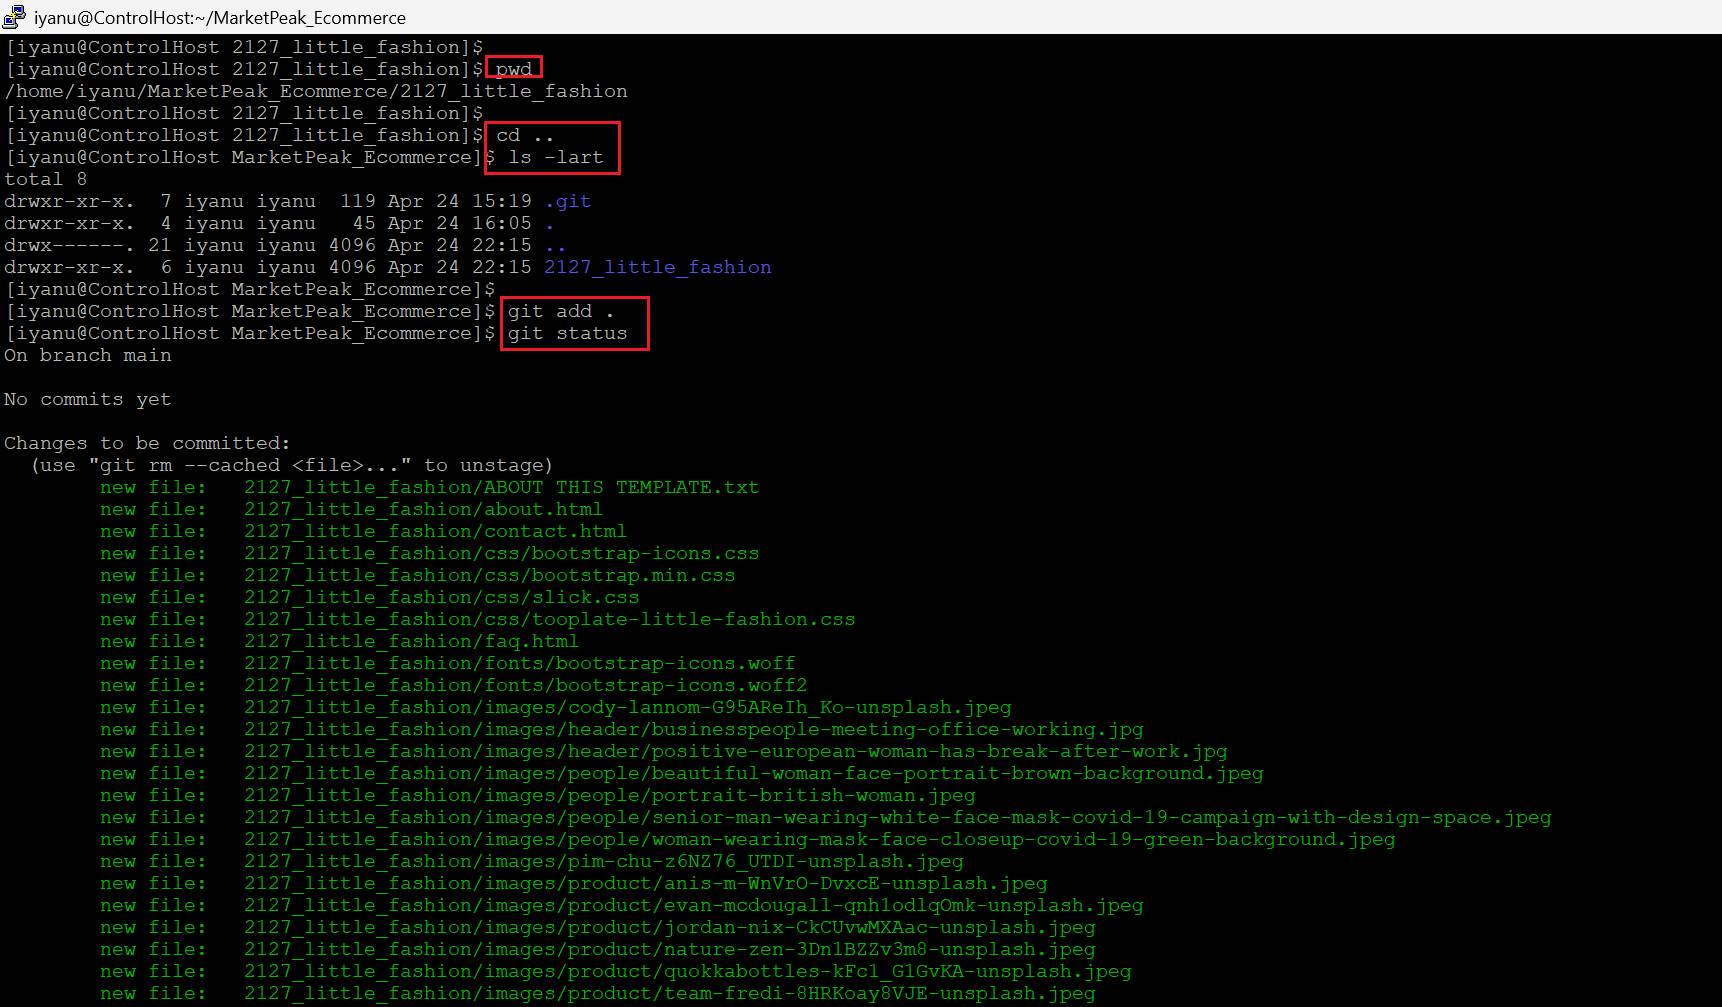 iyanu@ControlHost:~/MarketPeak_Ecommerce
[iyanu@ControlHost 2127_little_fashion]$
[iyanu@ControlHost 2127_little_fashion]$ pwd
/home/iyanu/MarketPeak_Ecommerce/2127_little_fashion
[iyanu@ControlHost 2127_little_fashion]$
[iyanu@ControlHost 2127_little_fashion]$ cd ..
[iyanu@ControlHost MarketPeak_Ecommerce]$ ls -lart
total 8
drwxr-xr-x.  7 iyanu iyanu  119 Apr 24 15:19 .git
drwxr-xr-x.  4 iyanu iyanu   45 Apr 24 16:05 .
drwx------. 21 iyanu iyanu 4096 Apr 24 22:15 ..
drwxr-xr-x.  6 iyanu iyanu 4096 Apr 24 22:15 2127_little_fashion
[iyanu@ControlHost MarketPeak_Ecommerce]$
[iyanu@ControlHost MarketPeak_Ecommerce]$ git add .
[iyanu@ControlHost MarketPeak_Ecommerce]$ git status
On branch main
No commits yet
Changes to be committed:
  (use "git rm --cached <file>..." to unstage)
        new file:   2127_little_fashion/ABOUT THIS TEMPLATE.txt
        new file:   2127_little_fashion/about.html
        new file:   2127_little_fashion/contact.html
        new file:   2127_little_fashion/css/bootstrap-icons.css
        new file:   2127_little_fashion/css/bootstrap.min.css
        new file:   2127_little_fashion/css/slick.css
        new file:   2127_little_fashion/css/tooplate-little-fashion.css
        new file:   2127_little_fashion/faq.html
        new file:   2127_little_fashion/fonts/bootstrap-icons.woff
        new file:   2127_little_fashion/fonts/bootstrap-icons.woff2
        new file:   2127_little_fashion/images/cody-lannom-G95AReIh_Ko-unsplash.jpeg
        new file:   2127_little_fashion/images/header/businesspeople-meeting-office-working.jpg
        new file:   2127_little_fashion/images/header/positive-european-woman-has-break-after-work.jpg
        new file:   2127_little_fashion/images/people/beautiful-woman-face-portrait-brown-background.jpeg
        new file:   2127_little_fashion/images/people/portrait-british-woman.jpeg
        new file:   2127_little_fashion/images/people/senior-man-wearing-white-face-mask-covid-19-campaign-with-design-space.jpeg
        new file:   2127_little_fashion/images/people/woman-wearing-mask-face-closeup-covid-19-green-background.jpeg
        new file:   2127_little_fashion/images/pim-chu-z6NZ76_UTDI-unsplash.jpeg
        new file:   2127_little_fashion/images/product/anis-m-WnVrO-DvxcE-unsplash.jpeg
        new file:   2127_little_fashion/images/product/evan-mcdougall-qnh1odlqOmk-unsplash.jpeg
        new file:   2127_little_fashion/images/product/jordan-nix-CkCUvwMXAac-unsplash.jpeg
        new file:   2127_little_fashion/images/product/nature-zen-3Dn1BZZv3m8-unsplash.jpeg
        new file:   2127_little_fashion/images/product/quokkabottles-kFc1_G1GvKA-unsplash.jpeg
        new file:   2127_little_fashion/images/product/team-fredi-8HRKoay8VJE-unsplash.jpeg